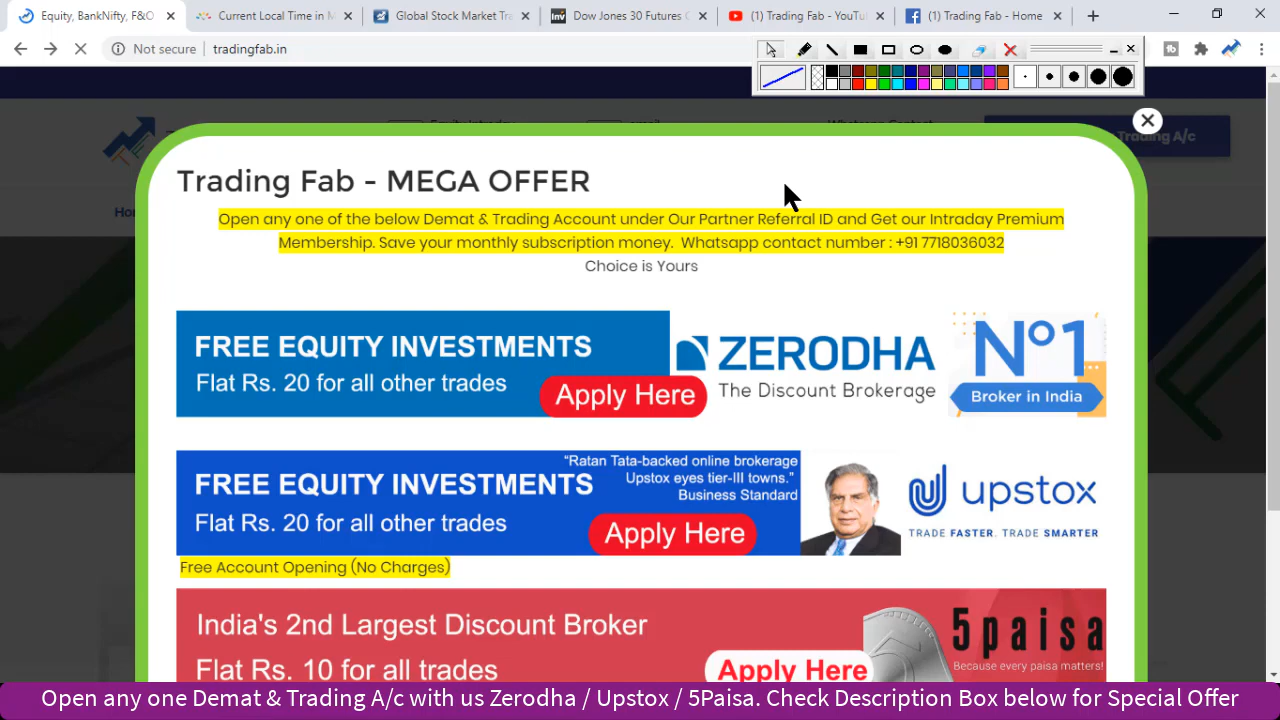 Equity, BankNifty, F&O
Current Local Time in M
Global Stock Market Tr
Dow Jones 30 Futures C
(1) Trading Fab - YouTu
(1) Trading Fab - Home
Not secure
tradingfab.in
Trading A/c
Trading Fab - MEGA OFFER
Open any one of the below Demat & Trading Account under Our Partner Referral ID and Get our Intraday Premium
Membership. Save your monthly subscription money. Whatsapp contact number : +91 7718036032
Choice is Yours
FREE EQUITY INVESTMENTS
Flat Rs. 20 for all other trades
Apply Here
ZERODHA
The Discount Brokerage
Nº1
Broker in India
FREE EQUITY INVESTMENTS
Flat Rs. 20 for all other trades
"Ratan Tata-backed online brokerage
Upstox eyes tier-III towns."
Business Standard
Apply Here
upstox
TRADE FASTER. TRADE SMARTER
Free Account Opening (No Charges)
India's 2nd Largest Discount Broker
Flat Rs. 10 for all trades
Apply Here
5paisa
Because every paisa matters!
Open any one Demat & Trading A/c with us Zerodha / Upstox / 5Paisa. Check Description Box below for Special Offer